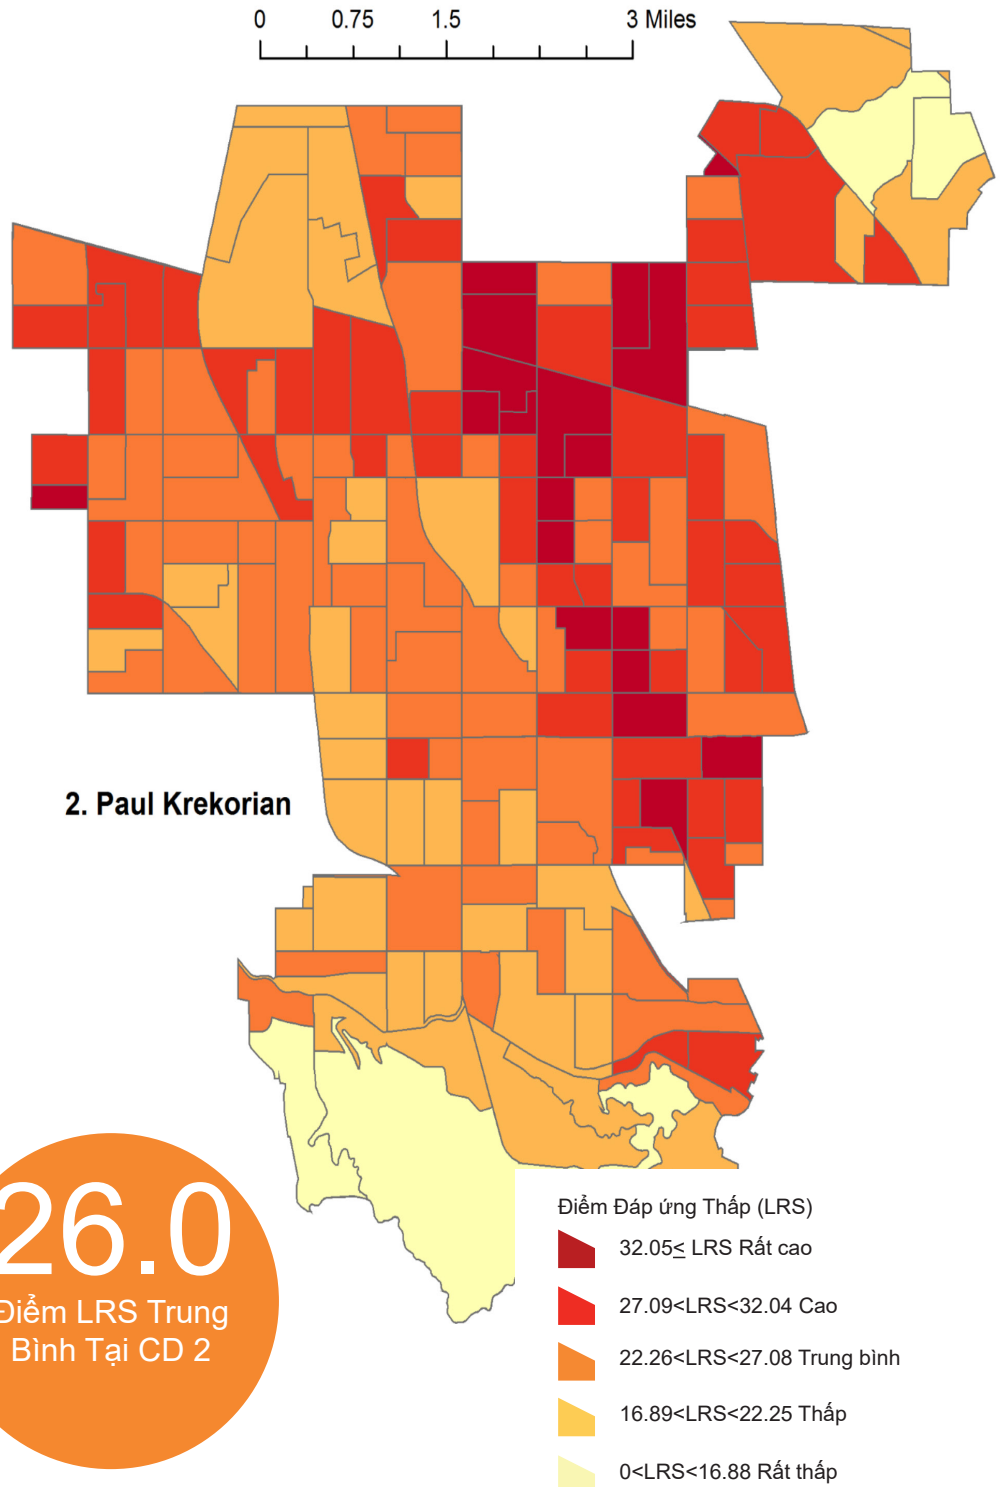 0 0.75 1.5 3 Miles
2. Paul Krekorian
26.0
Điểm LRS Trung
Bình Tại CD 2
Điểm Đáp ứng Thấp (LRS)
32.05≤ LRS Rất cao
27.09<LRS<32.04 Cao
22.26<LRS<27.08 Trung bình
16.89<LRS<22.25 Thấp
0<LRS<16.88 Rất thấp